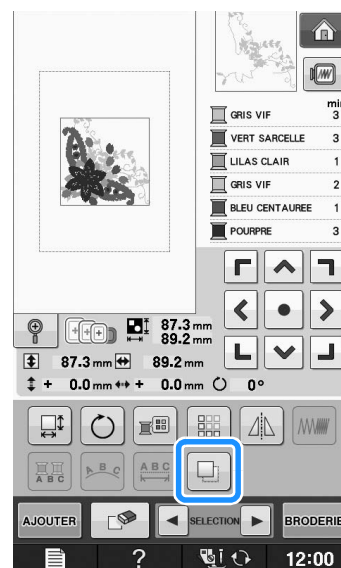 min
GRIS VIF 3
VERT SARCELLE 3
LILAS CLAIR 1
GRIS VIF 2
BLEU CENTAUREE 1
POURPRE 3
87.3 mm
89.2 mm
87.3 mm 89.2 mm
+ 0.0 mm + 0.0 mm 0°
A B C A B C A B C
AJOUTER SELECTION BRODERIE
? 12:00